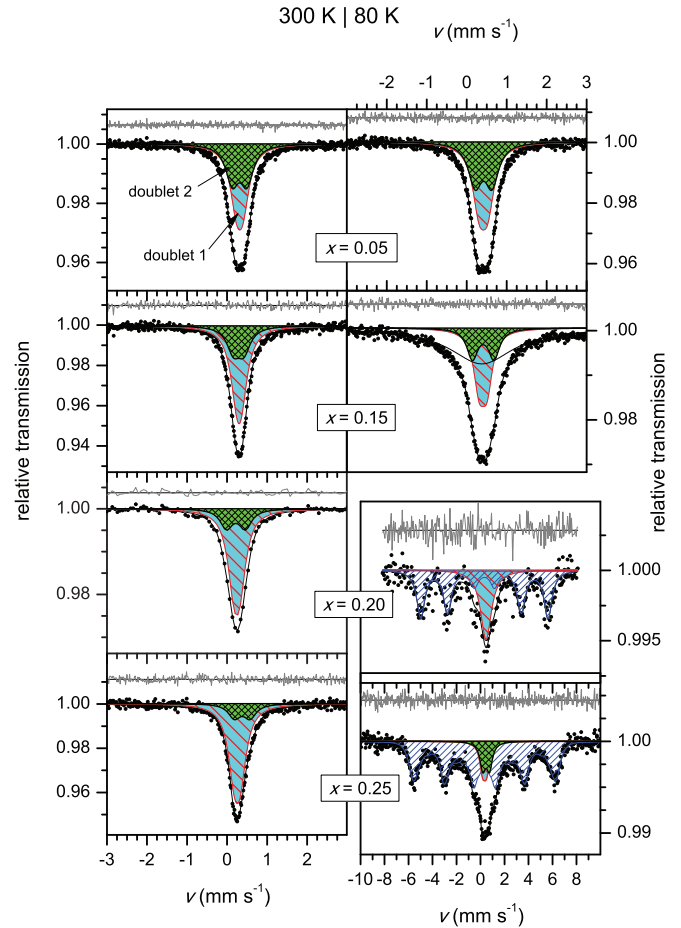 300 K | 80 K
v (mm s⁻¹)
-2 -1 0 1 2 3
1.00
0.98
0.96
doublet 2
doublet 1
1.00
0.98
0.96
x = 0.05
1.00
0.98
0.96
0.94
1.00
0.98
x = 0.15
relative transmission
relative transmission
1.00
0.98
1.000
0.995
x = 0.20
1.00
0.98
0.96
1.00
0.99
x = 0.25
-3 -2 -1 0 1 2
-10 -8 -6 -4 -2 0 2 4 6 8
v (mm s⁻¹)
v (mm s⁻¹)